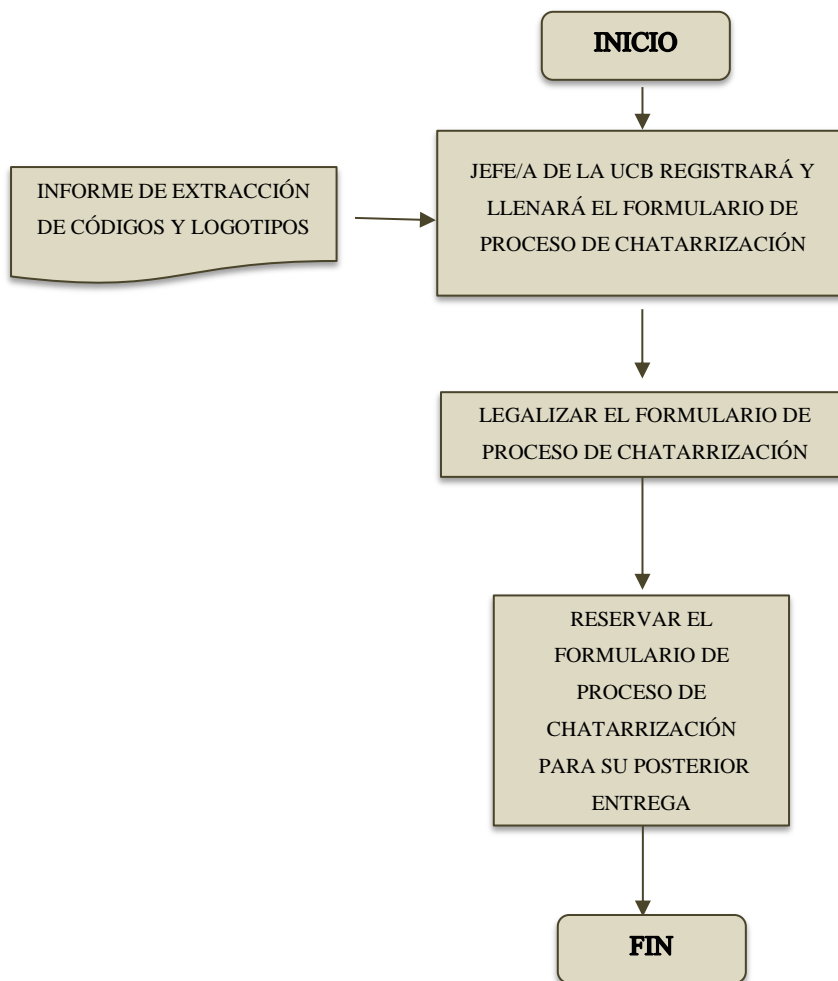 INICIO
INFORME DE EXTRACCIÓN
DE CÓDIGOS Y LOGOTIPOS
JEFE/A DE LA UCB REGISTRARÁ Y
LLENARÁ EL FORMULARIO DE
PROCESO DE CHATARRIZACIÓN
LEGALIZAR EL FORMULARIO DE
PROCESO DE CHATARRIZACIÓN
RESERVAR EL
FORMULARIO DE
PROCESO DE
CHATARRIZACIÓN
PARA SU POSTERIOR
ENTREGA
FIN